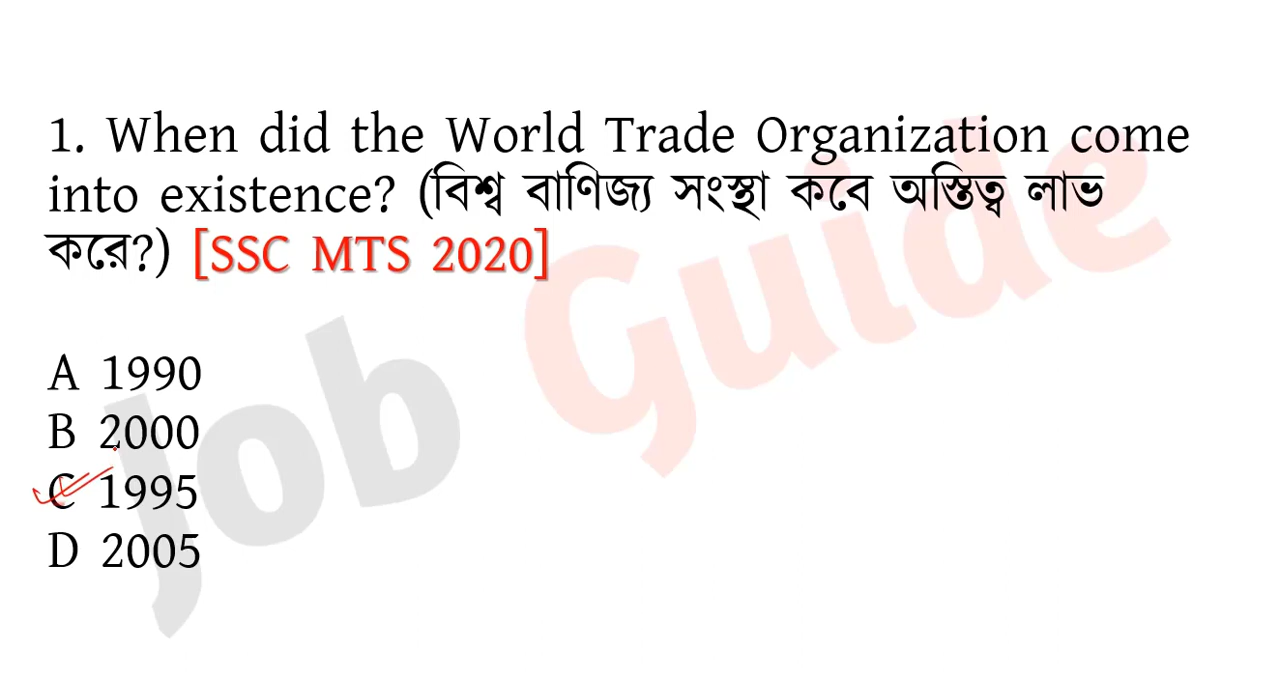 1. When did the World Trade Organization come
into existence? (বিশ্ব বাণিজ্য সংস্থা কবে অস্তিত্ব লাভ
করে?) [SSC MTS 2020]
A 1990
B 2000
C 1995
D 2005
Job Guide